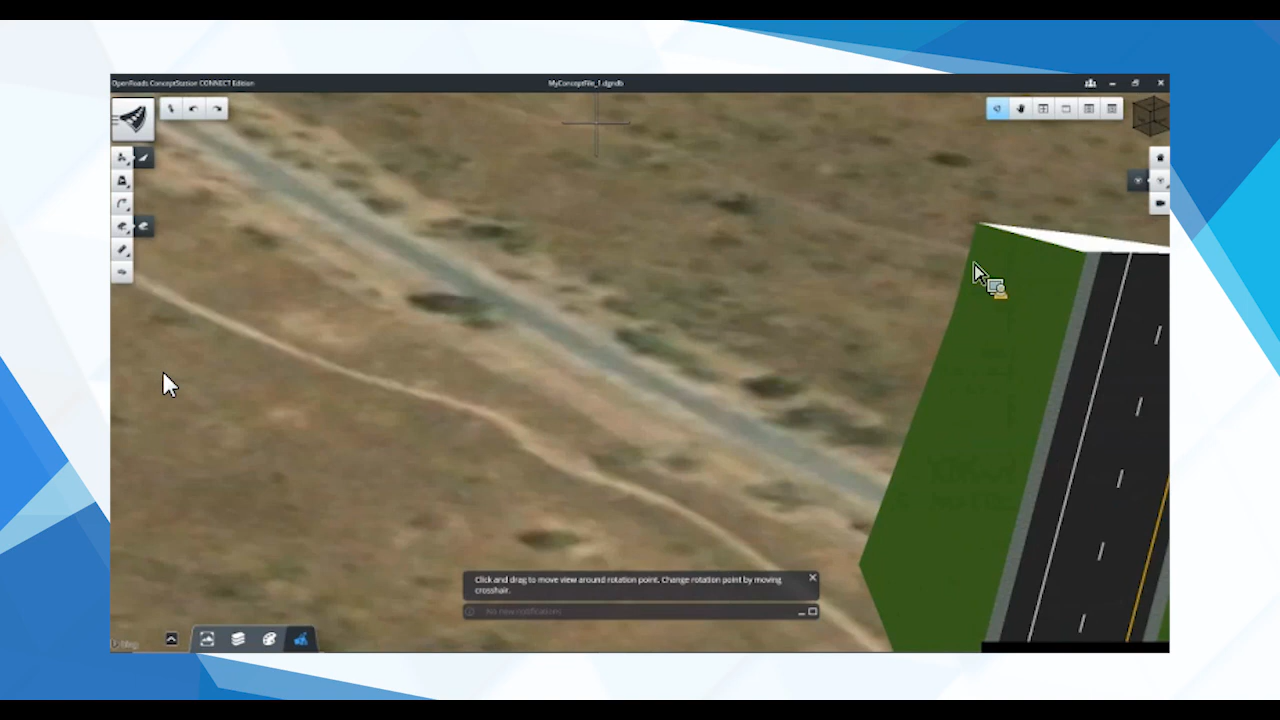 OpenRoads ConceptStation CONNECT Edition
MyConceptFile_1.dgndb
Click and drag to move view around rotation point. Change rotation point by moving
crosshair.
No new notifications